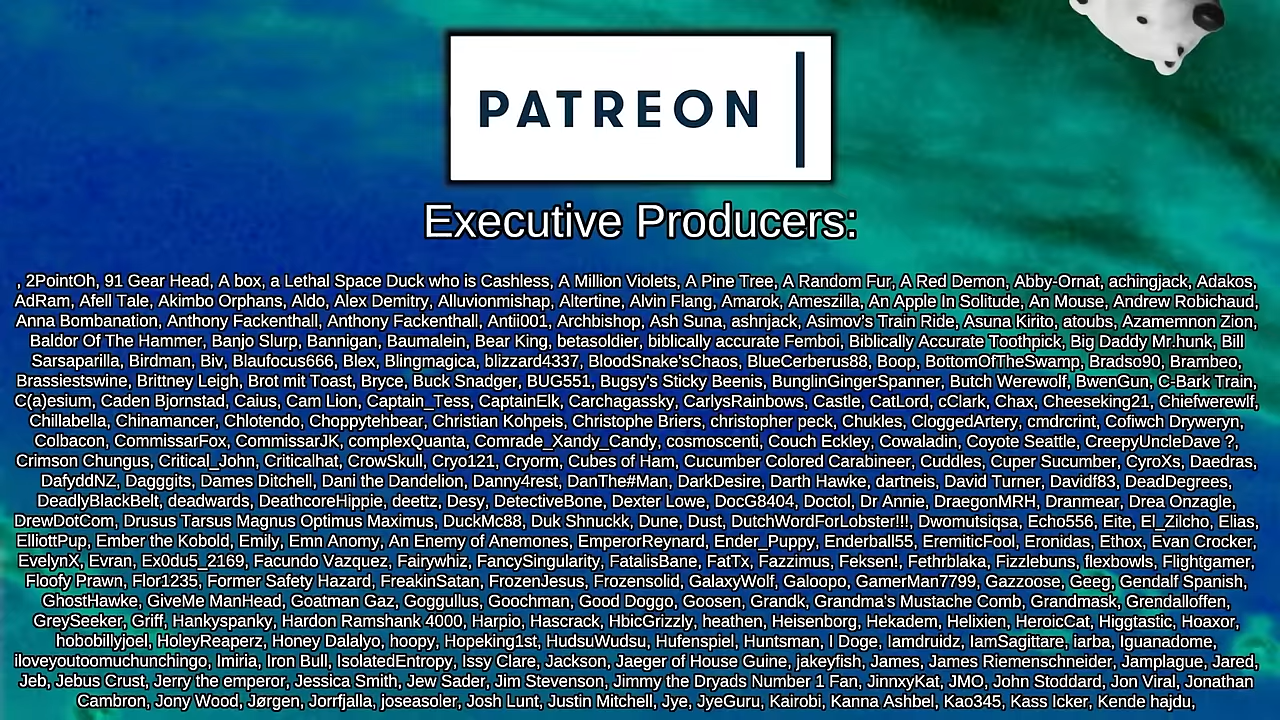 PATREON
Executive Producers:
, 2PointOh, 91 Gear Head, A box, a Lethal Space Duck who is Cashless, A Million Violets, A Pine Tree, A Random Fur, A Red Demon, Abby-Ornat, achingjack, Adakos,
AdRam, Afell Tale, Akimbo Orphans, Aldo, Alex Demitry, Alluvionmishap, Altertine, Alvin Flang, Amarok, Ameszilla, An Apple In Solitude, An Mouse, Andrew Robichaud,
Anna Bombanation, Anthony Fackenthall, Anthony Fackenthall, Antii001, Archbishop, Ash Suna, ashnjack, Asimov's Train Ride, Asuna Kirito, atoubs, Azamemnon Zion,
Baldor Of The Hammer, Banjo Slurp, Bannigan, Baumalein, Bear King, betasoldier, biblically accurate Femboi, Biblically Accurate Toothpick, Big Daddy Mr.hunk, Bill
Sarsaparilla, Birdman, Biv, Blaufocus666, Blex, Blingmagica, blizzard4337, BloodSnake'sChaos, BlueCerberus88, Boop, BottomOfTheSwamp, Bradso90, Brambeo,
Brassiestswine, Brittney Leigh, Brot mit Toast, Bryce, Buck Snadger, BUG551, Bugsy's Sticky Beenis, BunglinGingerSpanner, Butch Werewolf, BwenGun, C-Bark Train,
C(a)esium, Caden Bjornstad, Caius, Cam Lion, Captain_Tess, CaptainElk, Carchagassky, CarlysRainbows, Castle, CatLord, cClark, Chax, Cheeseking21, Chiefwerewlf,
Chillabella, Chinamancer, Chlotendo, Choppytehbear, Christian Kohpeis, Christophe Briers, christopher peck, Chukles, CloggedArtery, cmdrcrint, Cofiwch Dryweryn,
Colbacon, CommissarFox, CommissarJK, complexQuanta, Comrade_Xandy_Candy, cosmoscenti, Couch Eckley, Cowaladin, Coyote Seattle, CreepyUncleDave ?,
Crimson Chungus, Critical_John, Criticalhat, CrowSkull, Cryo121, Cryorm, Cubes of Ham, Cucumber Colored Carabineer, Cuddles, Cuper Sucumber, CyroXs, Daedras,
DafyddNZ, Dagggits, Dames Ditchell, Dani the Dandelion, Danny4rest, DanThe#Man, DarkDesire, Darth Hawke, dartneis, David Turner, Davidf83, DeadDegrees,
DeadlyBlackBelt, deadwards, DeathcoreHippie, deettz, Desy, DetectiveBone, Dexter Lowe, DocG8404, Doctol, Dr Annie, DraegonMRH, Dranmear, Drea Onzagle,
DrewDotCom, Drusus Tarsus Magnus Optimus Maximus, DuckMc88, Duk Shnuckk, Dune, Dust, DutchWordForLobster!!!, Dwomutsiqsa, Echo556, Eite, El_Zilcho, Elias,
ElliottPup, Ember the Kobold, Emily, Emn Anomy, An Enemy of Anemones, EmperorReynard, Ender_Puppy, Enderball55, EremiticFool, Eronidas, Ethox, Evan Crocker,
EvelynX, Evran, Ex0du5_2169, Facundo Vazquez, Fairywhiz, FancySingularity, FatalisBane, FatTx, Fazzimus, Feksen!, Fethrblaka, Fizzlebuns, flexbowls, Flightgamer,
Floofy Prawn, Flor1235, Former Safety Hazard, FreakinSatan, FrozenJesus, Frozensolid, GalaxyWolf, Galoopo, GamerMan7799, Gazzoose, Geeg, Gendalf Spanish,
GhostHawke, GiveMe ManHead, Goatman Gaz, Goggullus, Goochman, Good Doggo, Goosen, Grandk, Grandma's Mustache Comb, Grandmask, Grendalloffen,
GreySeeker, Griff, Hankyspanky, Hardon Ramshank 4000, Harpio, Hascrack, HbicGrizzly, heathen, Heisenborg, Hekadem, Helixien, HeroicCat, Higgtastic, Hoaxor,
hobobillyjoel, HoleyReaperz, Honey Dalalyo, hoopy, Hopeking1st, HudsuWudsu, Hufenspiel, Huntsman, I Doge, Iamdruidz, IamSagittare, iarba, Iguanadome,
iloveyoutoomuchunchingo, Imiria, Iron Bull, IsolatedEntropy, Issy Clare, Jackson, Jaeger of House Guine, jakeyfish, James, James Riemenschneider, Jamplague, Jared,
Jeb, Jebus Crust, Jerry the emperor, Jessica Smith, Jew Sader, Jim Stevenson, Jimmy the Dryads Number 1 Fan, JinnxyKat, JMO, John Stoddard, Jon Viral, Jonathan
Cambron, Jony Wood, Jørgen, Jorrfjalla, joseasoler, Josh Lunt, Justin Mitchell, Jye, JyeGuru, Kairobi, Kanna Ashbel, Kao345, Kass Icker, Kende hajdu,